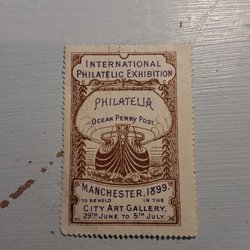 INTERNATIONAL
PHILATELIC EXHIBITION
PHILATELIA
OCEAN PENNY POST
MANCHESTER, 1899.
TO BE HELD IN THE
CITY ART GALLERY,
29TH JUNE TO 5TH JULY.